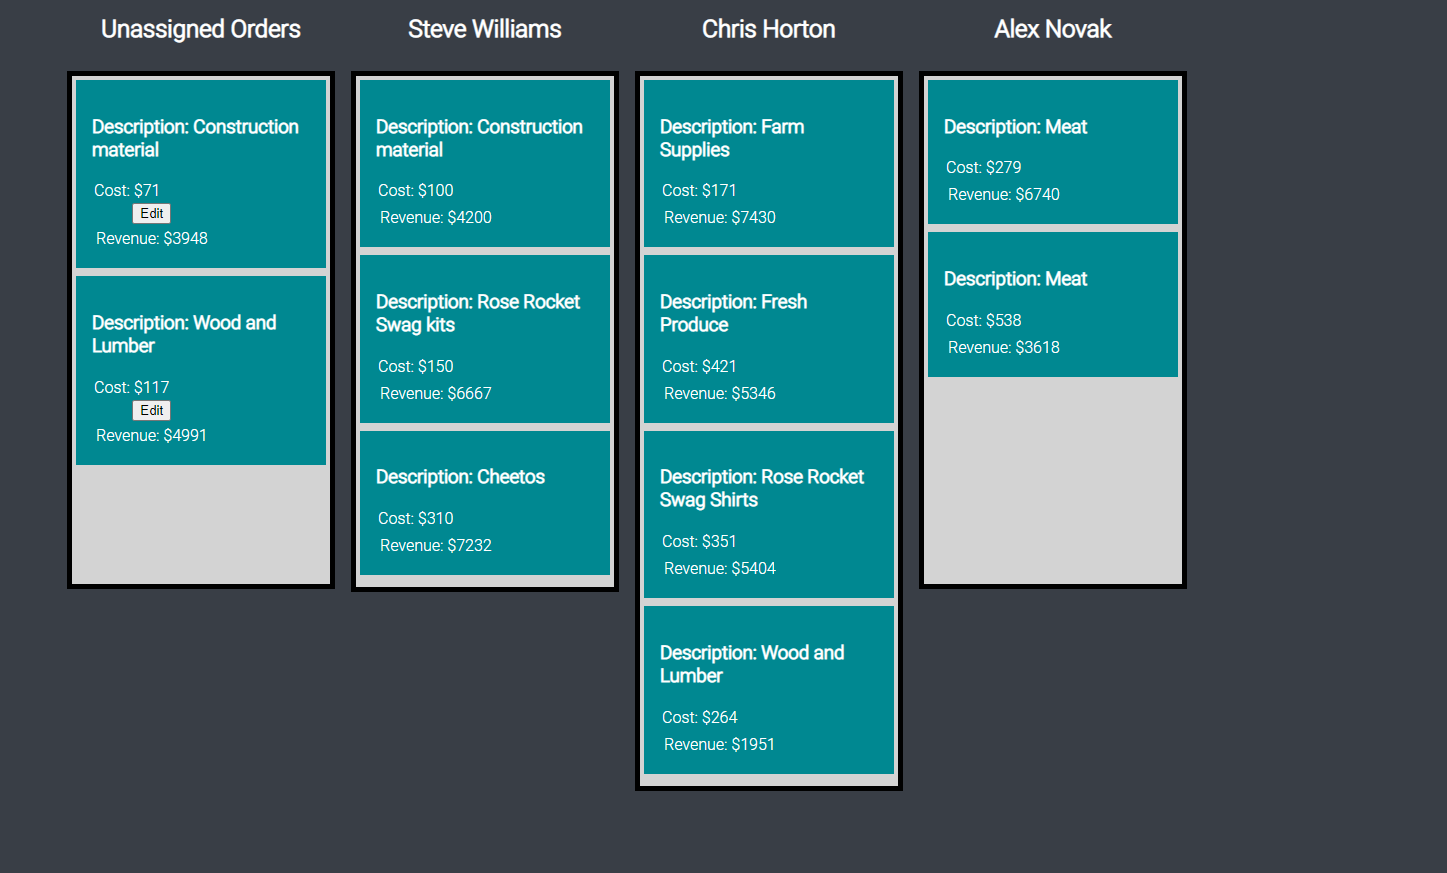 Unassigned Orders
Description: Construction
material
Cost: $71
Edit
Revenue: $3948
Description: Wood and
Lumber
Cost: $117
Edit
Revenue: $4991
Steve Williams
Description: Construction
material
Cost: $100
Revenue: $4200
Description: Rose Rocket
Swag kits
Cost: $150
Revenue: $6667
Description: Cheetos
Cost: $310
Revenue: $7232
Chris Horton
Description: Farm
Supplies
Cost: $171
Revenue: $7430
Description: Fresh
Produce
Cost: $421
Revenue: $5346
Description: Rose Rocket
Swag Shirts
Cost: $351
Revenue: $5404
Description: Wood and
Lumber
Cost: $264
Revenue: $1951
Alex Novak
Description: Meat
Cost: $279
Revenue: $6740
Description: Meat
Cost: $538
Revenue: $3618